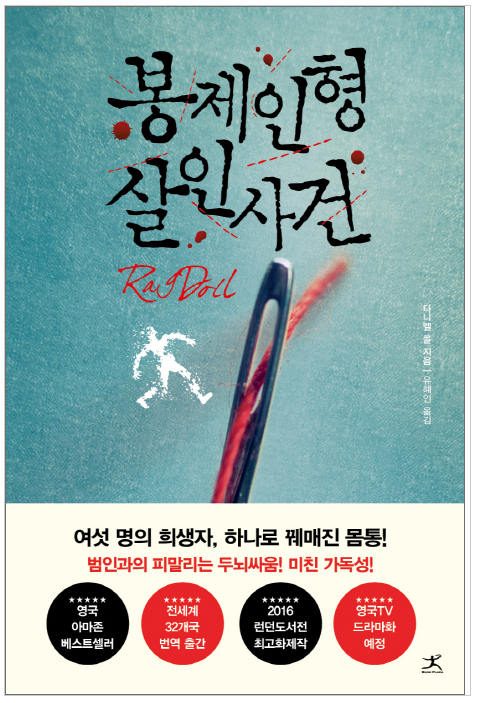 봉제인형
살인사건
RagDoll
다니엘 콜 지음 | 유혜인 옮김
여섯 명의 희생자, 하나로 꿰매진 몸통!
범인과의 피말리는 두뇌싸움! 미친 가독성!
★★★★★
영국
아마존
베스트셀러
★★★★★
전세계
32개국
번역 출간
★★★★★
2016
런던도서전
최고화제작
★★★★★
영국TV
드라마화
예정